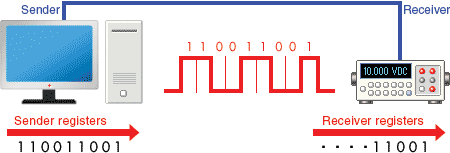 Sender
Receiver
1 1 0 0 1 1 0 0 1
10.000 VDC
Sender registers
110011001
Receiver registers
····11001